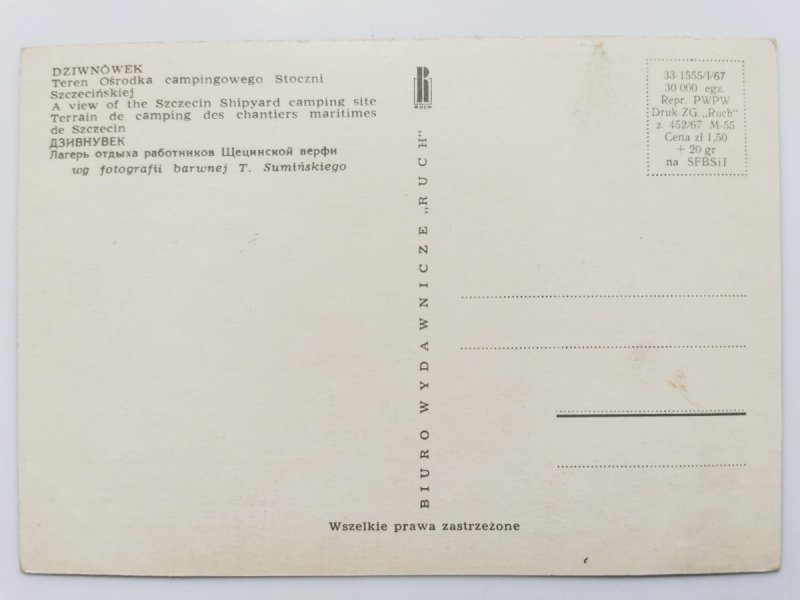 DZIWNÓWEK
Teren Ośrodka campingowego Stoczni
Szczecińskiej
A view of the Szczecin Shipyard camping site
Terrain de camping des chantiers maritimes
de Szczecin
ДЗИВНУВЕК
Лагерь отдыха работников Щецинской верфи
wg fotografii barwnej T. Sumińskiego
RUCH
BIURO WYDAWNICZE „RUCH"
33-1555/I/67
30 000 egz.
Repr. PWPW
Druk ZG „Ruch"
z. 452/67 M-55
Cena zł 1,50
+ 20 gr
na SFBSiI
Wszelkie prawa zastrzeżone